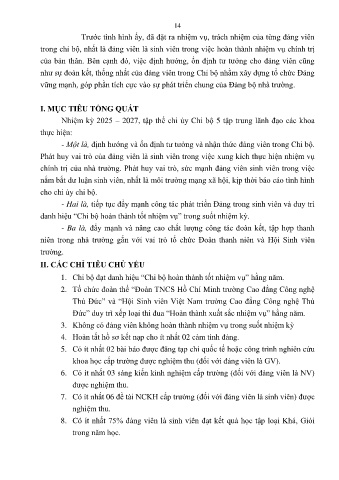 14
Trước tình hình ấy, đã đặt ra nhiệm vụ, trách nhiệm của từng đảng viên
trong chi bộ, nhất là đảng viên là sinh viên trong việc hoàn thành nhiệm vụ chính trị
của bản thân. Bên cạnh đó, việc định hướng, ổn định tư tưởng cho đảng viên cũng
như sự đoàn kết, thống nhất của đảng viên trong Chi bộ nhằm xây dựng tổ chức Đảng
vững mạnh, góp phần tích cực vào sự phát triển chung của Đảng bộ nhà trường.
I. MỤC TIÊU TỔNG QUÁT
Nhiệm kỳ 2025 – 2027, tập thể chi ủy Chi bộ 5 tập trung lãnh đạo các khoa
thực hiện:
- Một là, định hướng và ổn định tư tưởng và nhận thức đảng viên trong Chi bộ.
Phát huy vai trò của đảng viên là sinh viên trong việc xung kích thực hiện nhiệm vụ
chính trị của nhà trường. Phát huy vai trò, sức mạnh đảng viên sinh viên trong việc
nắm bắt dư luận sinh viên, nhất là môi trường mạng xã hội, kịp thời báo cáo tình hình
cho chi ủy chi bộ.
- Hai là, tiếp tục đẩy mạnh công tác phát triển Đảng trong sinh viên và duy trì
danh hiệu “Chi bộ hoàn thành tốt nhiệm vụ” trong suốt nhiệm kỳ.
- Ba là, đẩy mạnh và nâng cao chất lượng công tác đoàn kết, tập hợp thanh
niên trong nhà trường gắn với vai trò tổ chức Đoàn thanh niên và Hội Sinh viên
trường.
II. CÁC CHỈ TIÊU CHỦ YẾU
1. Chi bộ đạt danh hiệu “Chi bộ hoàn thành tốt nhiệm vụ” hằng năm.
2. Tổ chức đoàn thể “Đoàn TNCS Hồ Chí Minh trường Cao đẳng Công nghệ
Thủ Đức” và “Hội Sinh viên Việt Nam trường Cao đẳng Công nghệ Thủ
Đức” duy trì xếp loại thi đua “Hoàn thành xuất sắc nhiệm vụ” hằng năm.
3. Không có đảng viên không hoàn thành nhiệm vụ trong suốt nhiệm kỳ
4. Hoàn tất hồ sơ kết nạp cho ít nhất 02 cảm tình đảng.
5. Có ít nhất 02 bài báo được đăng tạp chí quốc tế hoặc công trình nghiên cứu
khoa học cấp trường được nghiệm thu (đối với đảng viên là GV).
6. Có ít nhất 03 sáng kiến kinh nghiệm cấp trường (đối với đảng viên là NV)
được nghiệm thu.
7. Có ít nhất 06 đề tài NCKH cấp trường (đối với đảng viên là sinh viên) được
nghiệm thu.
8. Có ít nhất 75% đảng viên là sinh viên đạt kết quả học tập loại Khá, Giỏi
trong năm học.